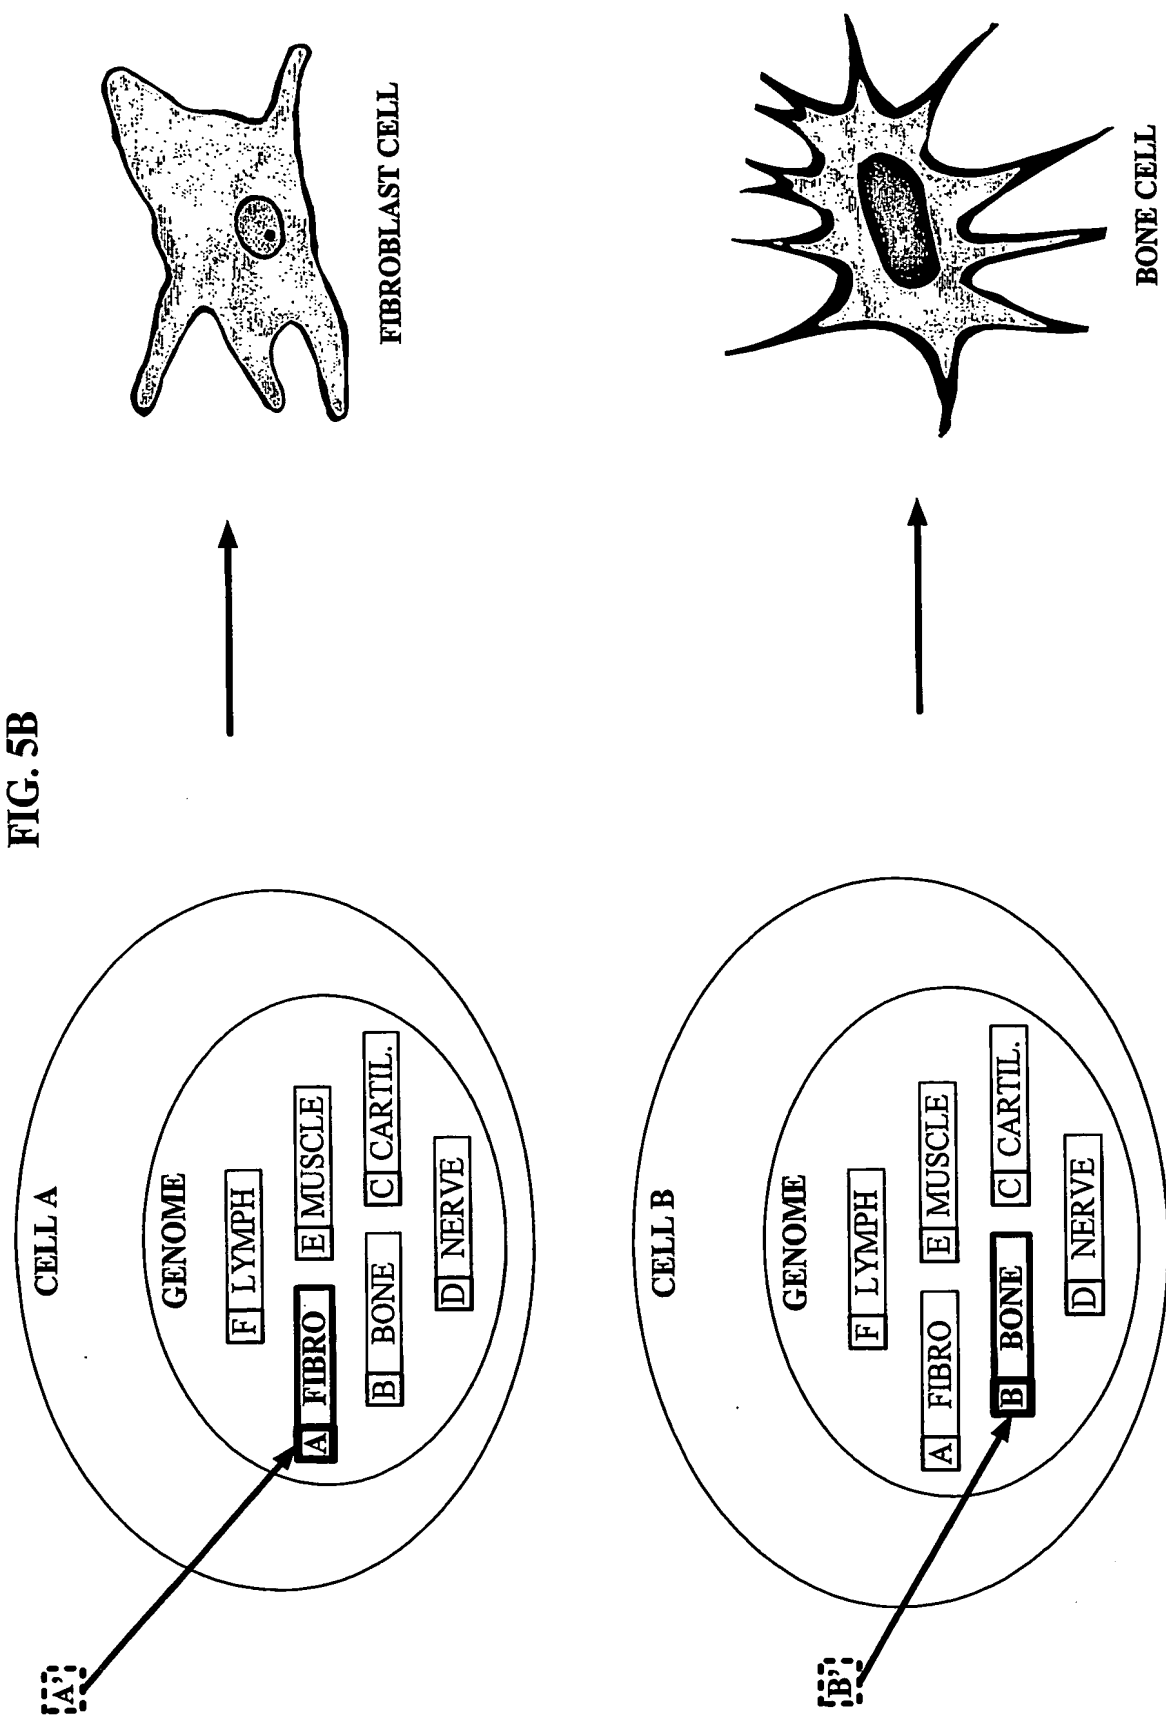 FIG. 5B
A'
CELL A
GENOME
F LYMPH
A FIBRO
E MUSCLE
B BONE
C CARTIL.
D NERVE
FIBROBLAST CELL
B'
CELL B
GENOME
F LYMPH
A FIBRO
E MUSCLE
B BONE
C CARTIL.
D NERVE
BONE CELL